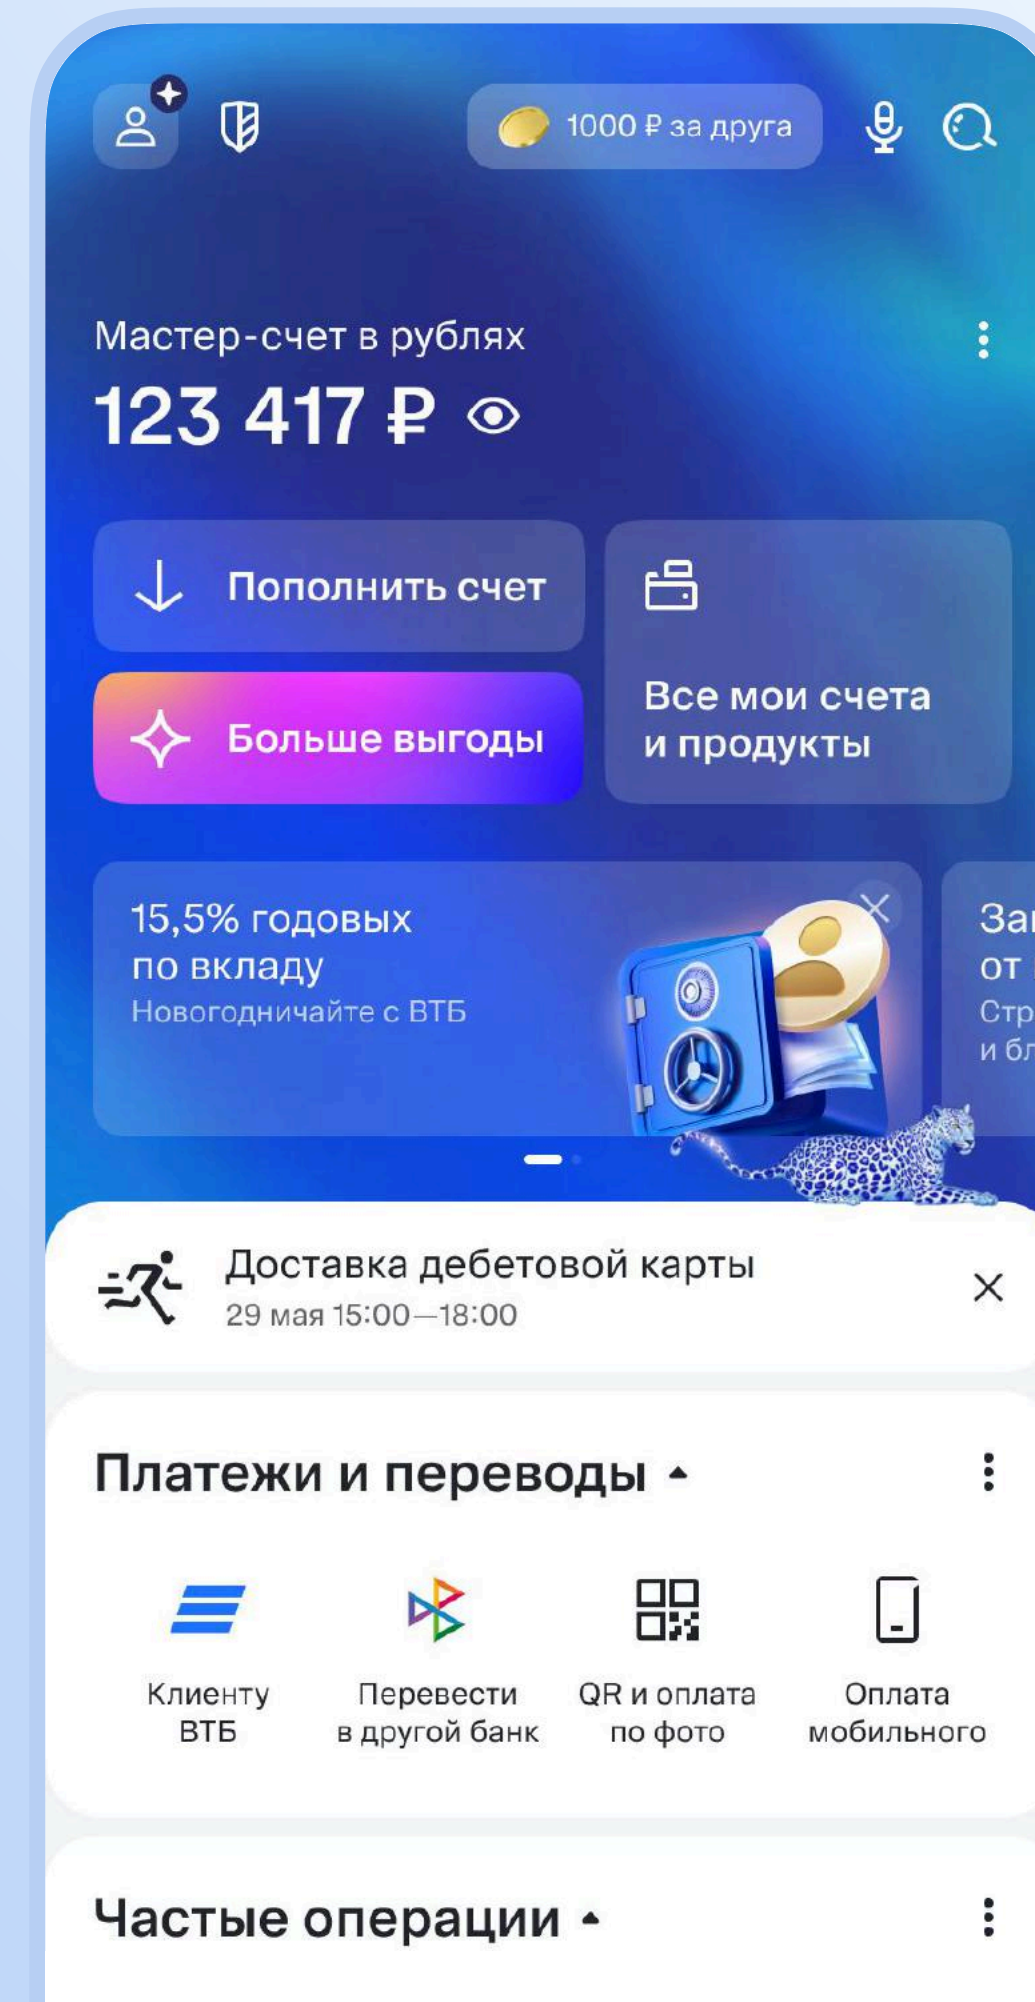 1000 ₽ за друга
Мастер-счет в рублях
123 417 ₽
Пополнить счет
Больше выгоды
Все мои счета
и продукты
15,5% годовых
по вкладу
Новогодничайте с ВТБ
от
Доставка дебетовой карты
29 мая 15:00—18:00
Платежи и переводы
Клиенту
ВТБ
Перевести
в другой банк
QR и оплата
по фото
Оплата
мобильного
Частые операции